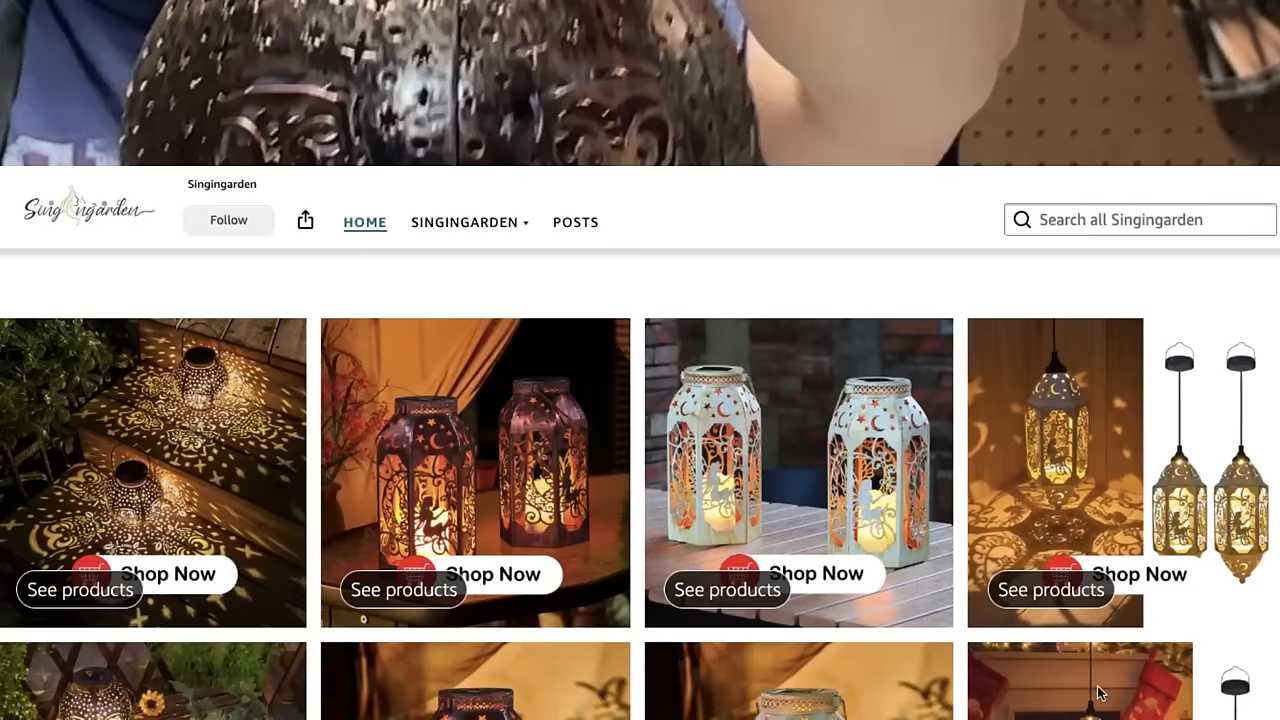 Singingarden
Singingarden
Follow
HOME
SINGINGARDEN
POSTS
Search all Singingarden
Shop Now
See products
Shop Now
See products
Shop Now
See products
Shop Now
See products